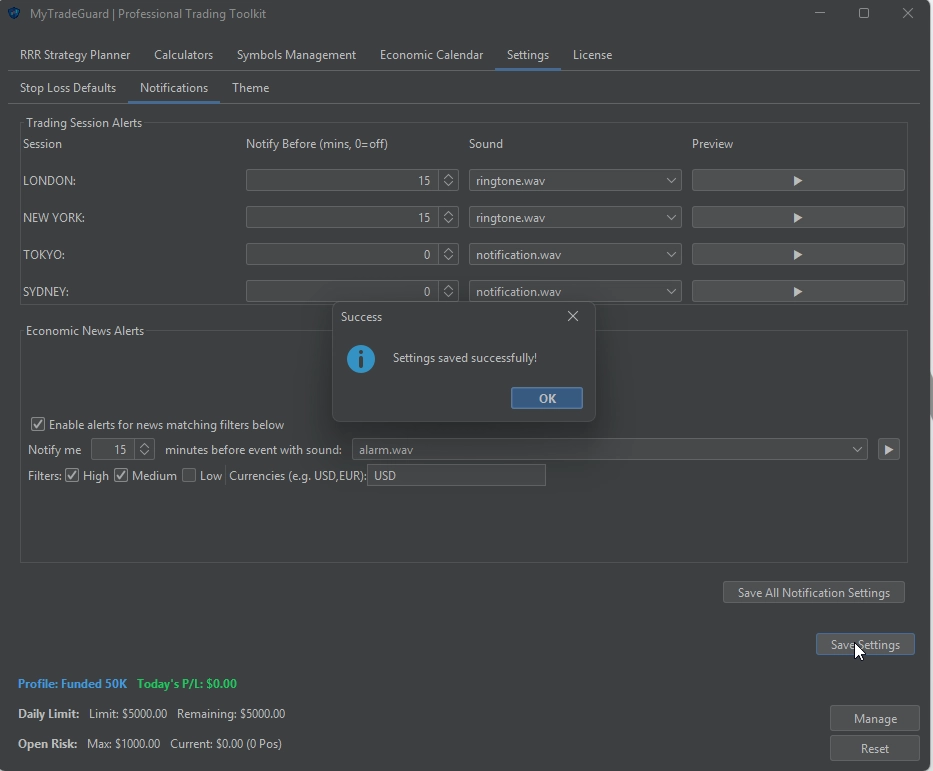 MyTradeGuard | Professional Trading Toolkit
RRR Strategy Planner Calculators Symbols Management Economic Calendar Settings License
Stop Loss Defaults Notifications Theme
Trading Session Alerts
Session Notify Before (mins, 0=off) Sound Preview
LONDON: 15 ringtone.wav
NEW YORK: 15 ringtone.wav
TOKYO: 0 notification.wav
SYDNEY: 0 notification.wav
Success
Settings saved successfully!
OK
Economic News Alerts
Enable alerts for news matching filters below
Notify me 15 minutes before event with sound: alarm.wav
Filters: High Medium Low Currencies (e.g. USD,EUR): USD
Save All Notification Settings
Save Settings
Profile: Funded 50K Today's P/L: $0.00
Daily Limit: Limit: $5000.00 Remaining: $5000.00
Manage
Open Risk: Max: $1000.00 Current: $0.00 (0 Pos)
Reset